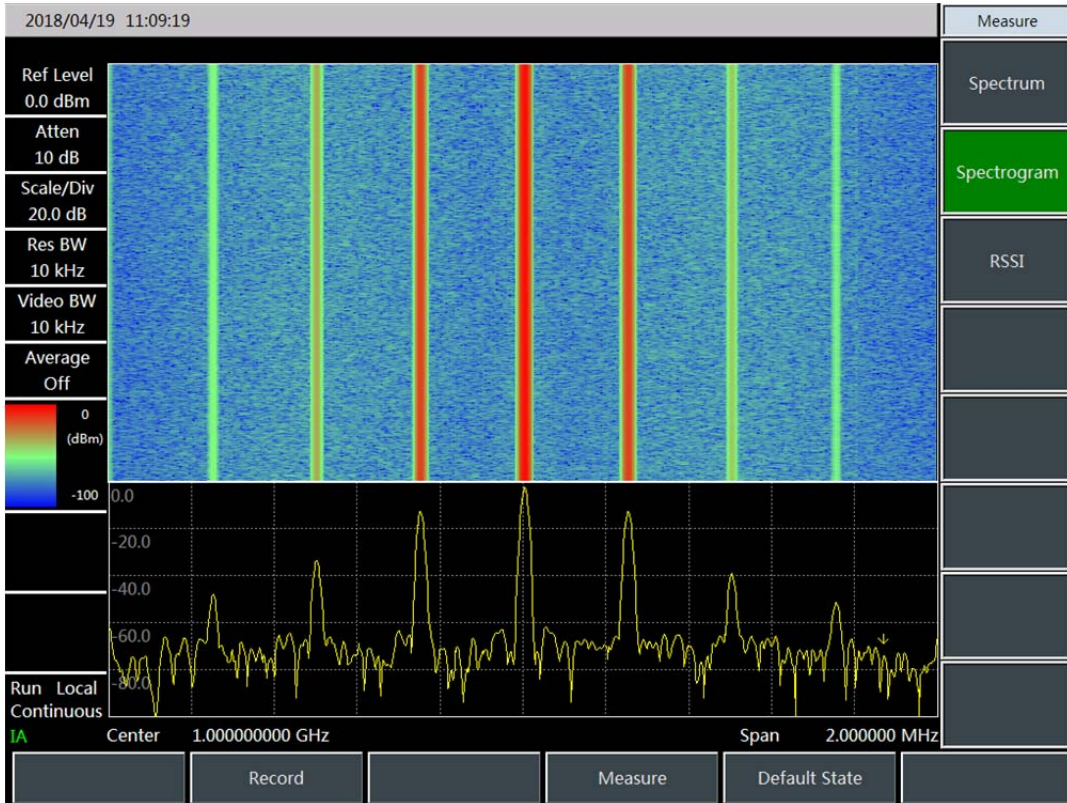 2018/04/19 11:09:19
Measure
Ref Level
0.0 dBm
Atten
10 dB
Scale/Div
20.0 dB
Res BW
10 kHz
Video BW
10 kHz
Average
Off
0
(dBm)
-100
0.0
-20.0
-40.0
-60.0
-80.0
Run Local
Continuous
IA
Center 1.000000000 GHz
Span 2.000000 MHz
Spectrum
Spectrogram
RSSI
Record
Measure
Default State